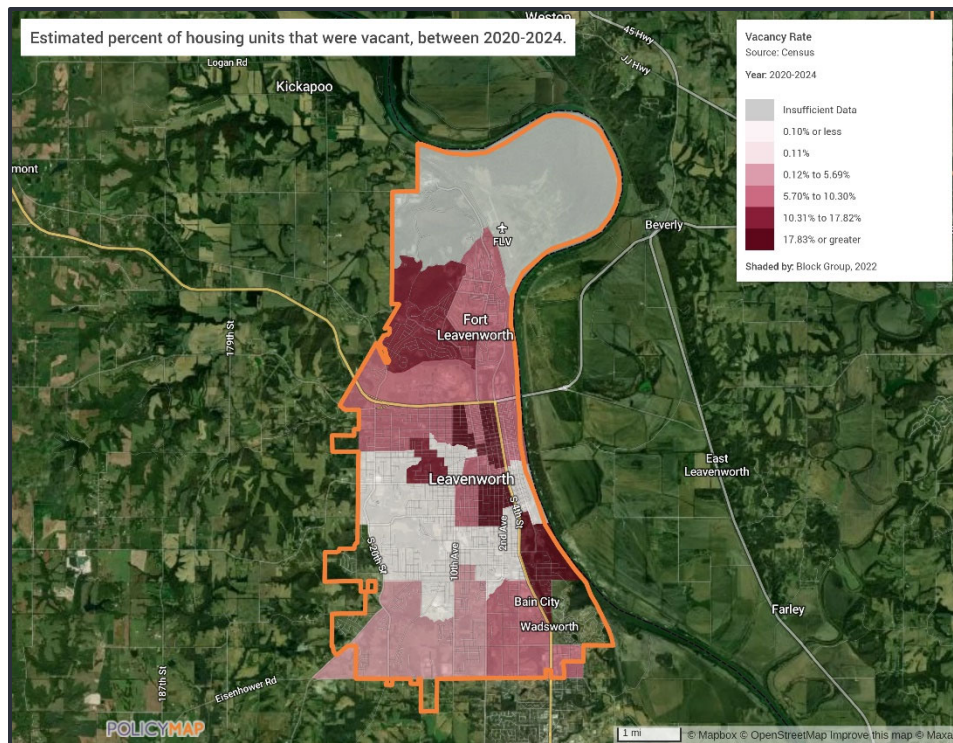 Estimated percent of housing units that were vacant, between 2020-2024.
Weston
45 Hwy
JJ Hwy
Logan Rd
Kickapoo
mont
Vacancy Rate
Source: Census
Year: 2020-2024
Insufficient Data
0.10% or less
0.11%
0.12% to 5.69%
5.70% to 10.30%
10.31% to 17.82%
17.83% or greater
Shaded by: Block Group, 2022
Beverly
FLV
179th St
Fort
Leavenworth
East
Leavenworth
Leavenworth
S 4th St
2nd Ave
10th Ave
S 20th St
Bain City
Wadsworth
Farley
187th St
Eisenhower Rd
POLICYMAP
1 mi
© Mapbox © OpenStreetMap Improve this map © Maxa